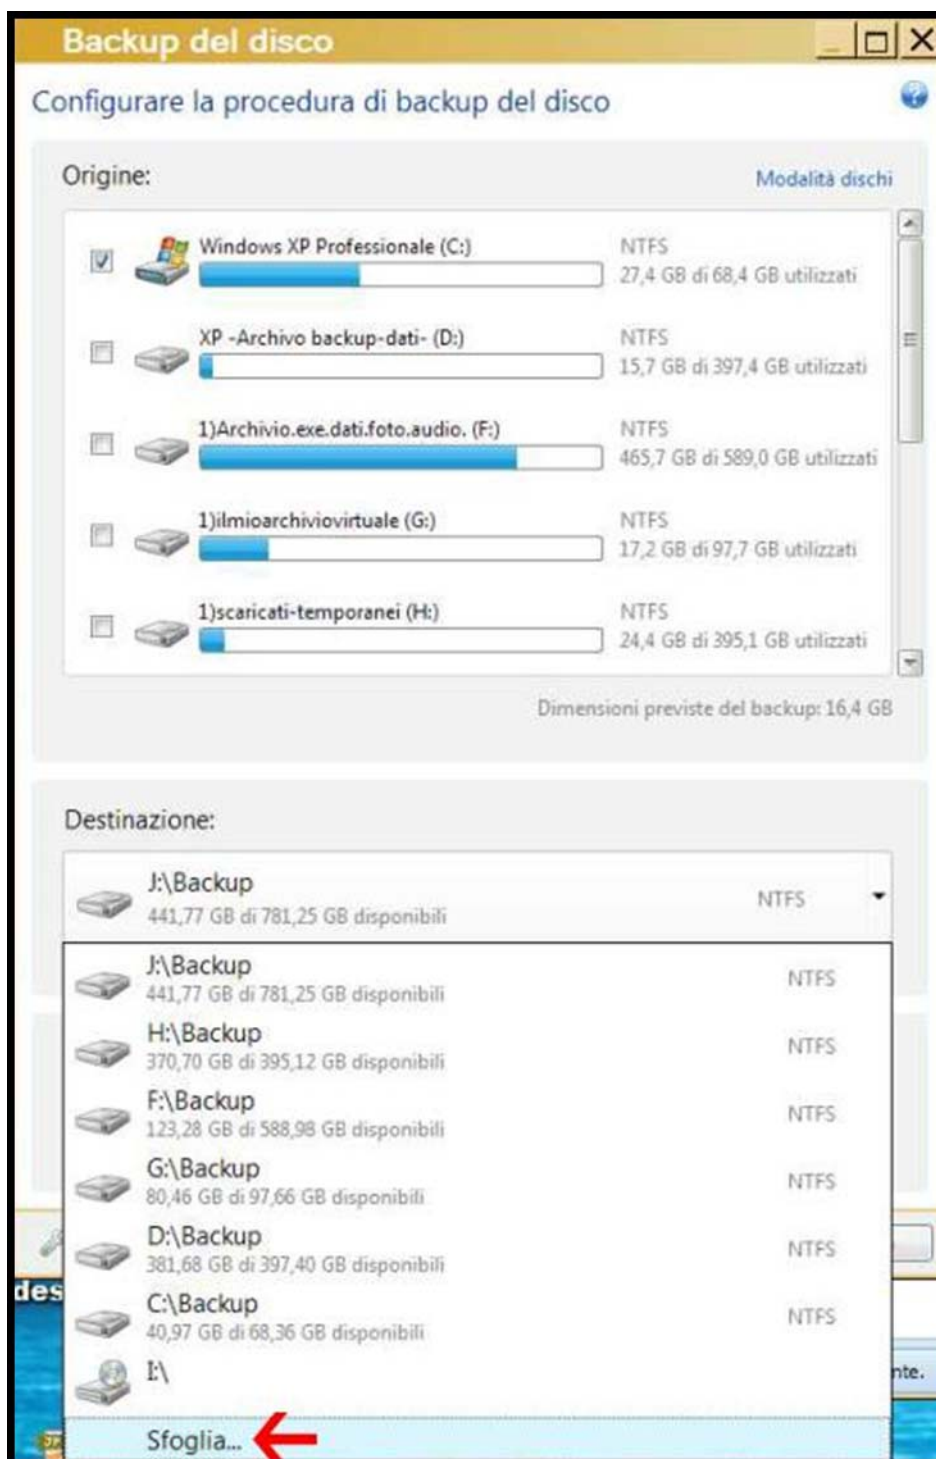 Backup del disco
Configurare la procedura di backup del disco
Origine:
Modalità dischi
Windows XP Professionale (C:)
NTFS
27,4 GB di 68,4 GB utilizzati
XP -Archivo backup-dati- (D:)
NTFS
15,7 GB di 397,4 GB utilizzati
1)Archivio.exe.dati.foto.audio. (F:)
NTFS
465,7 GB di 589,0 GB utilizzati
1)ilmioarchiviovirtuale (G:)
NTFS
17,2 GB di 97,7 GB utilizzati
1)scaricati-temporanei (H:)
NTFS
24,4 GB di 395,1 GB utilizzati
Dimensioni previste del backup: 16,4 GB
Destinazione:
J:\Backup
NTFS
441,77 GB di 781,25 GB disponibili
J:\Backup
NTFS
441,77 GB di 781,25 GB disponibili
H:\Backup
NTFS
370,70 GB di 395,12 GB disponibili
F:\Backup
NTFS
123,28 GB di 588,98 GB disponibili
G:\Backup
NTFS
80,46 GB di 97,66 GB disponibili
D:\Backup
NTFS
381,68 GB di 397,40 GB disponibili
des
C:\Backup
NTFS
40,97 GB di 68,36 GB disponibili
I:\
nte.
Sfoglia...